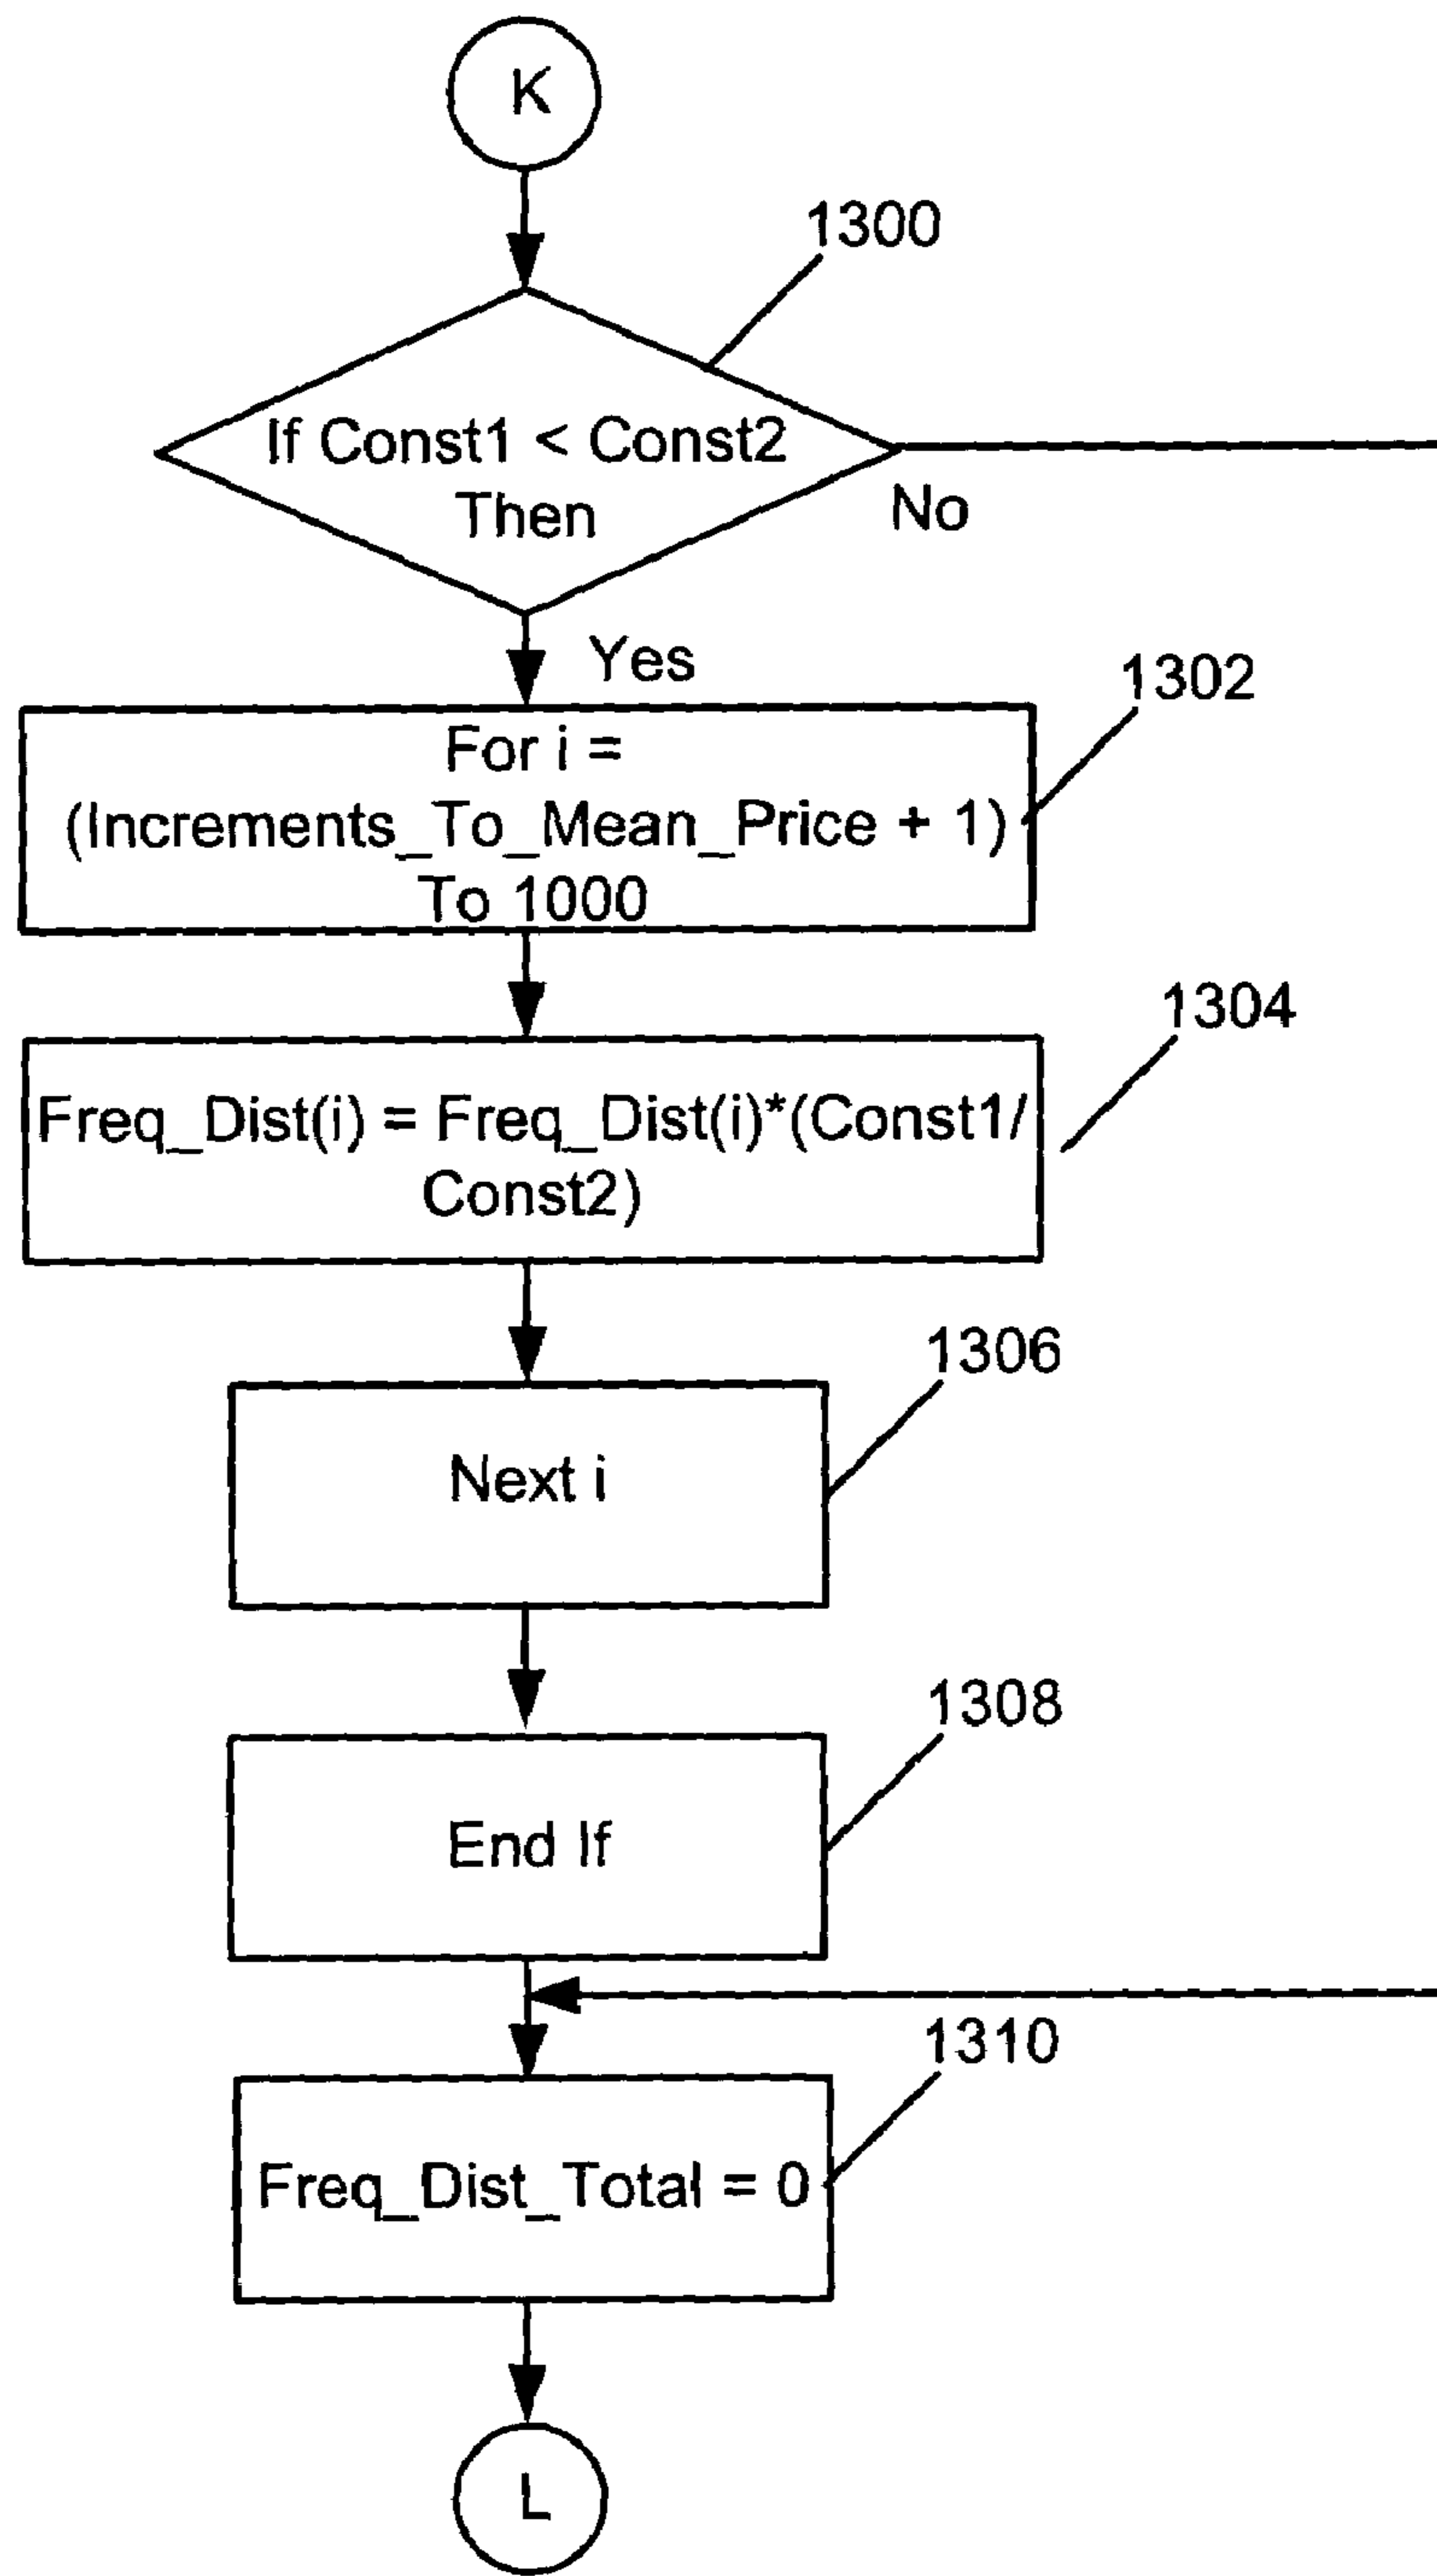 K
1300
If Const1 < Const2
Then
No
Yes
1302
For i =
(Increments_To_Mean_Price + 1)
To 1000
1304
Freq_Dist(i) = Freq_Dist(i)*(Const1/
Const2)
1306
Next i
1308
End If
1310
Freq_Dist_Total = 0
L